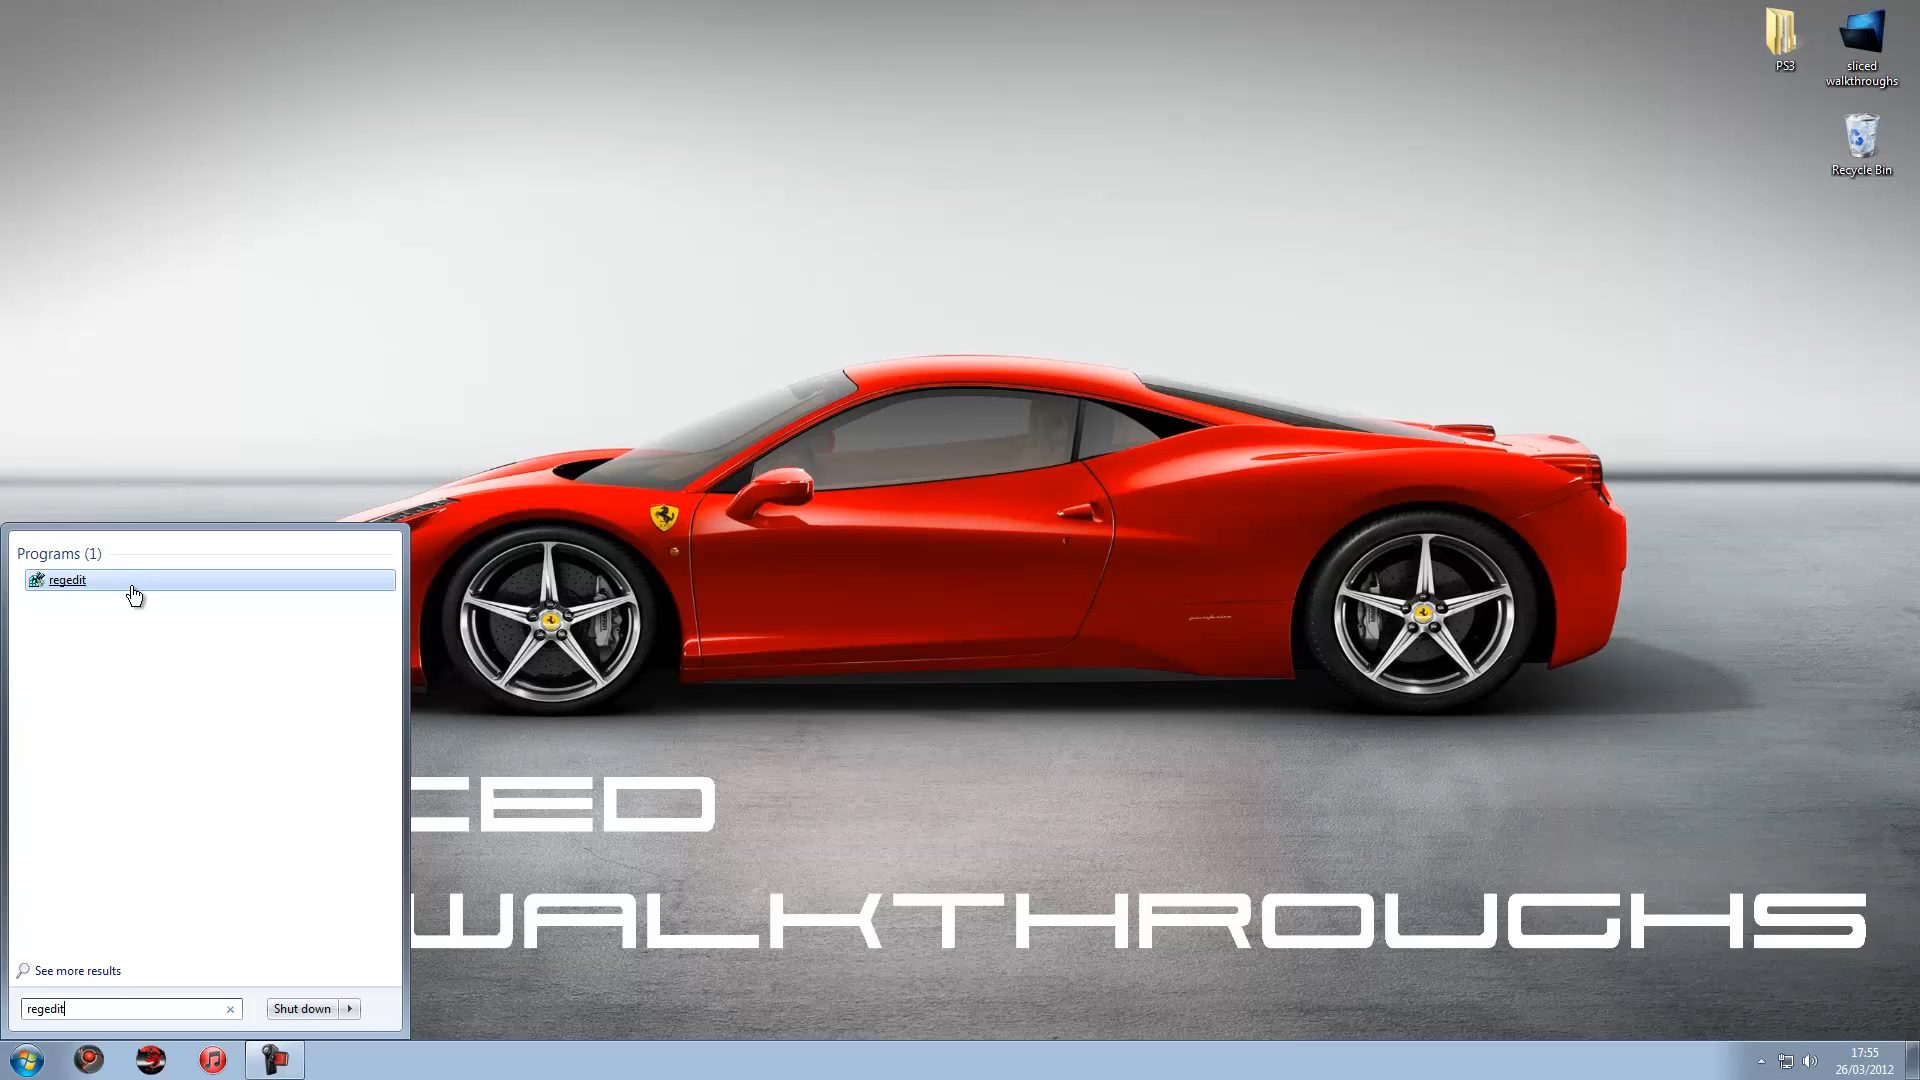 PS3
sliced
walkthroughs
Recycle Bin
Programs (1)
regedit
CED
WALKTHROUGHS
See more results
regedit
Shut down
17:55
26/03/2012